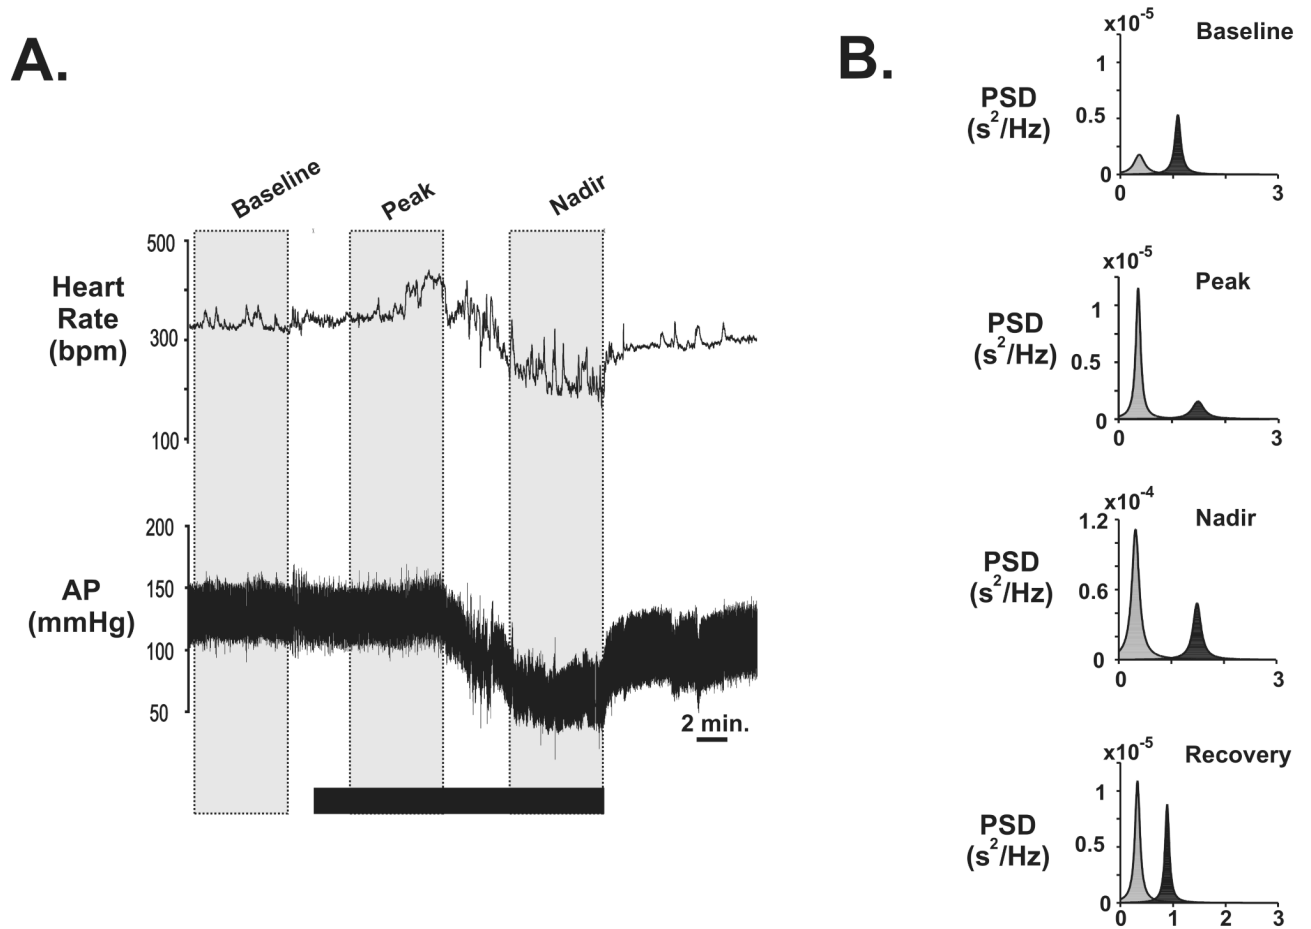 A.
Baseline
Peak
Nadir
500
300
100
Heart
Rate
(bpm)
200
150
100
50
AP
(mmHg)
2 min.
B.
x10-5
Baseline
1
0.5
0
PSD
(s2/Hz)
0
3
x10-5
Peak
1
0.5
0
PSD
(s2/Hz)
0
3
x10-4
Nadir
1.2
0.6
0
PSD
(s2/Hz)
0
3
x10-5
Recovery
1
0.5
0
PSD
(s2/Hz)
0 1 2 3